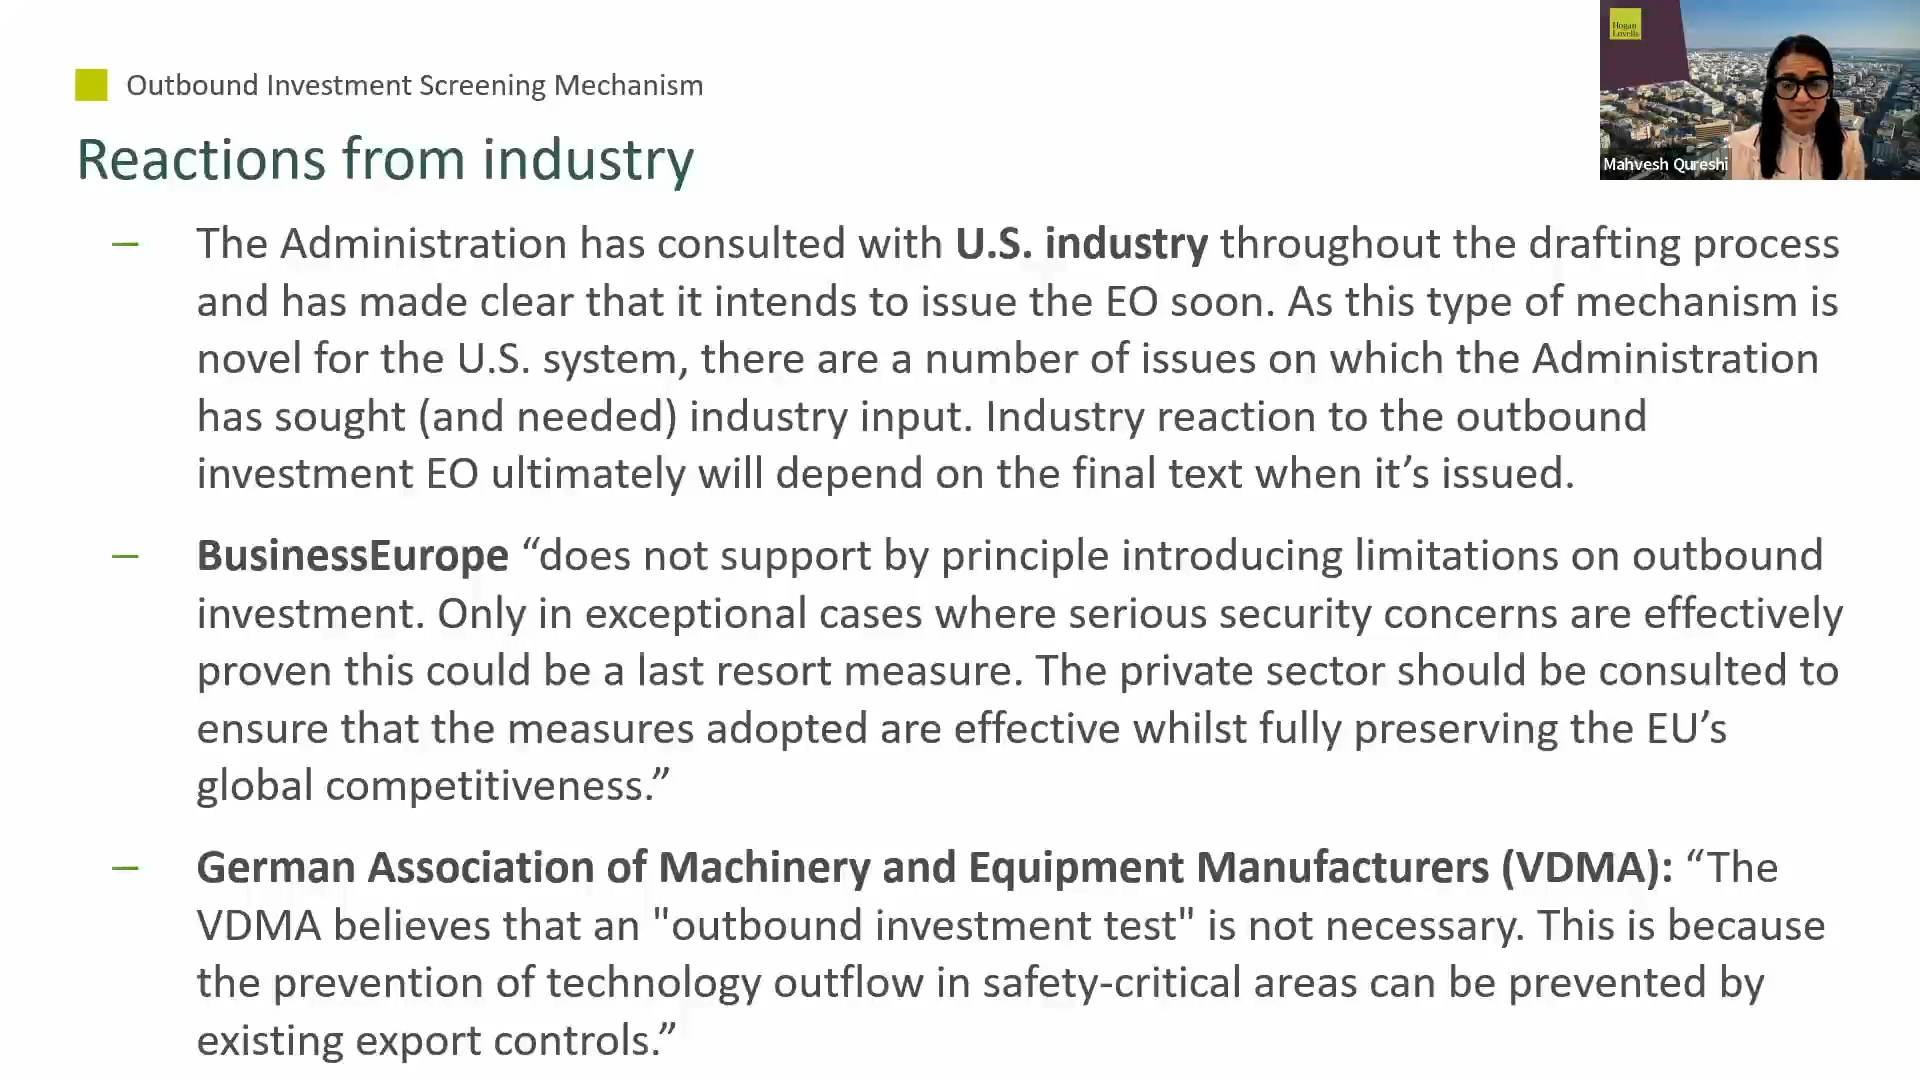 Outbound Investment Screening Mechanism
Reactions from industry
Hogan
Lovells
Mahvesh Qureshi
– The Administration has consulted with U.S. industry throughout the drafting process
and has made clear that it intends to issue the EO soon. As this type of mechanism is
novel for the U.S. system, there are a number of issues on which the Administration
has sought (and needed) industry input. Industry reaction to the outbound
investment EO ultimately will depend on the final text when it’s issued.
– BusinessEurope “does not support by principle introducing limitations on outbound
investment. Only in exceptional cases where serious security concerns are effectively
proven this could be a last resort measure. The private sector should be consulted to
ensure that the measures adopted are effective whilst fully preserving the EU’s
global competitiveness.”
– German Association of Machinery and Equipment Manufacturers (VDMA): “The
VDMA believes that an "outbound investment test" is not necessary. This is because
the prevention of technology outflow in safety-critical areas can be prevented by
existing export controls.”